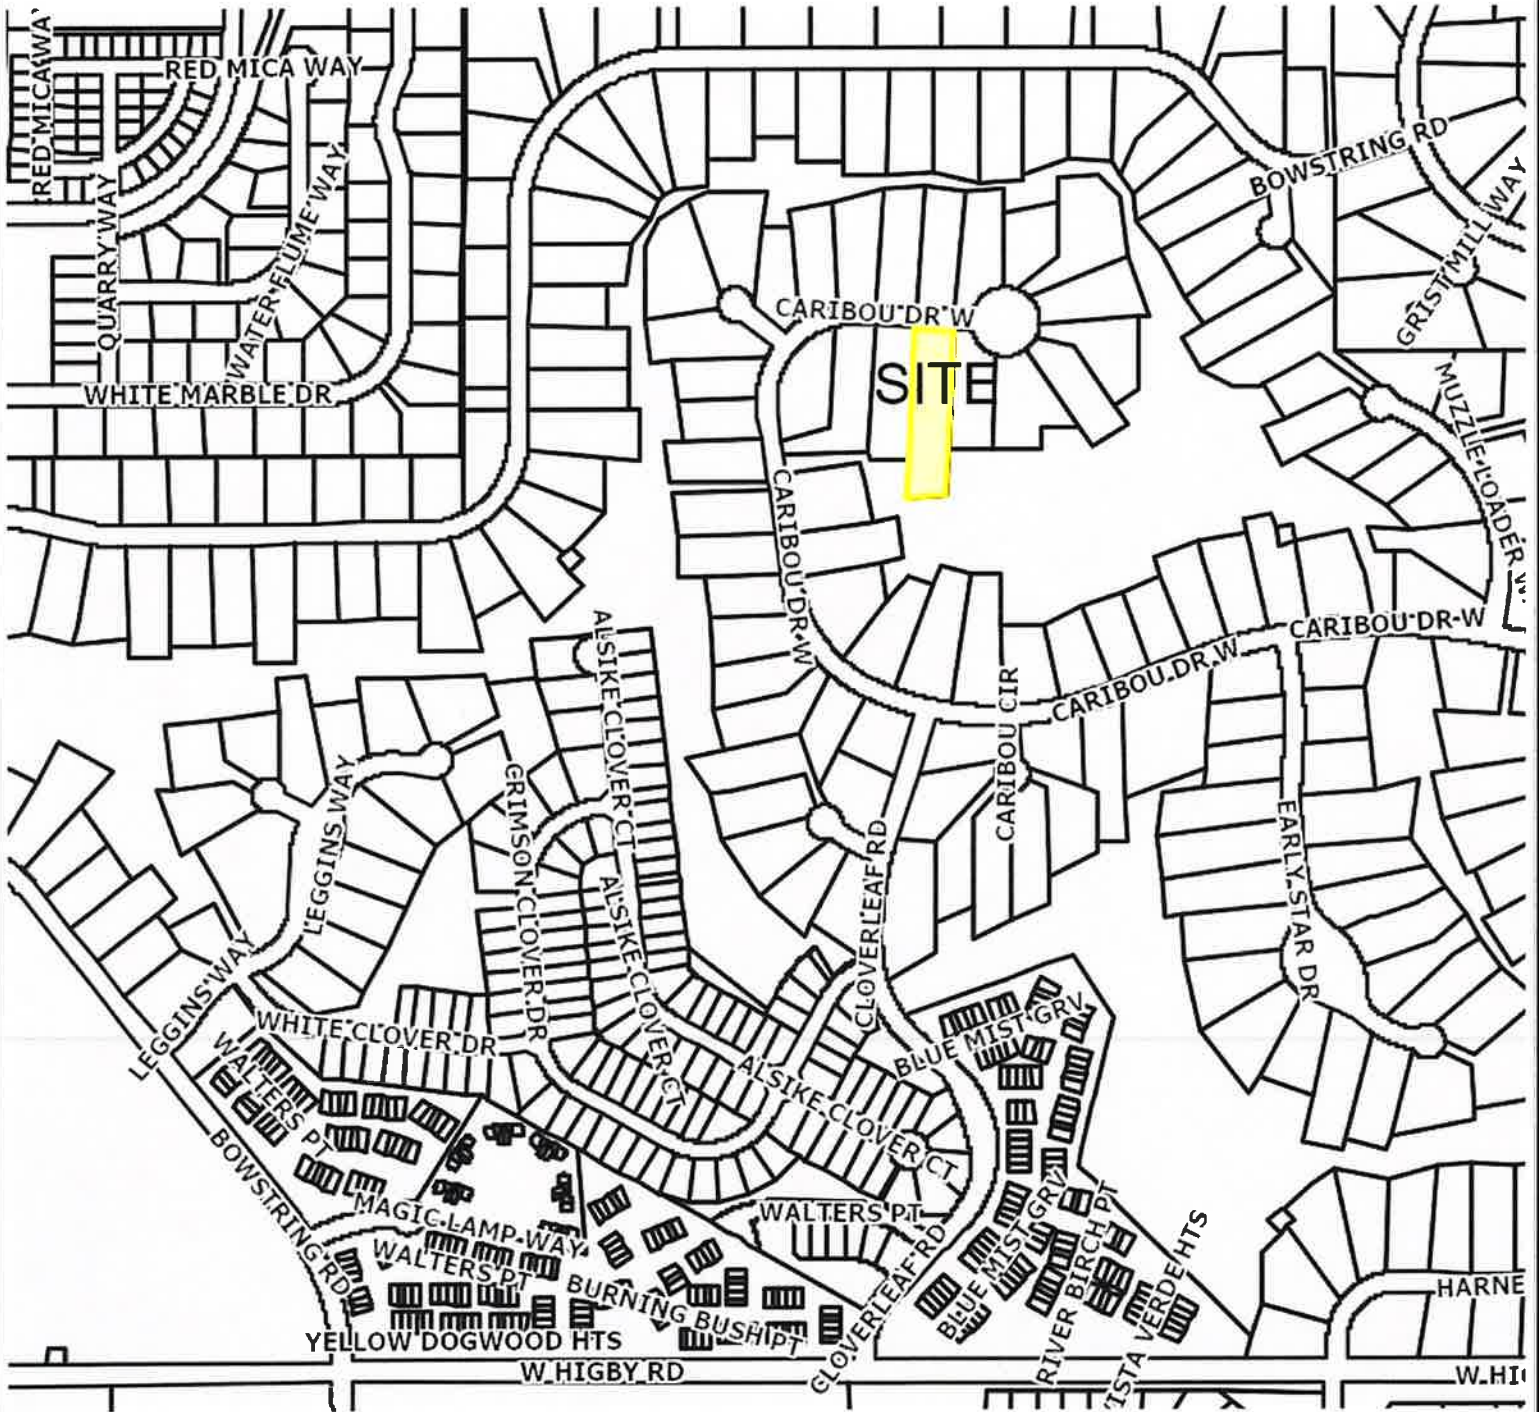 RED MICA WAY
RED MICA WA
BOWSTRING RD
QUARRY WAY
WATER FLUME WAY
GRIST MILL WAY
CARIBOU DR W
SITE
WHITE MARBLE DR
MUZZLE LOADER W
CARIBOU DR W
ALSIKE CLOVER CT
CARIBOU DR W
CARIBOU DR W
CARIBOU CIR
LEGGINS WAY
CRIMSON CLOVER DR
CLOVERLEAF RD
EARLY STAR DR
ALSIKE CLOVER CT
LEGGINS WAY
WHITE CLOVER DR
BLUE MIST GRV
WALTERS PT
ALSIKE CLOVER CT
BOWSTRING RD
MAGIC LAMP WAY
WALTERS PT
WALTERS PT
BLUE MIST GRV
RIVER BIRCH PT
VISTA VERDE HTS
CLOVERLEAF RD
BURNING BUSH PT
HARNE
YELLOW DOGWOOD HTS
W HIGBY RD
W HI